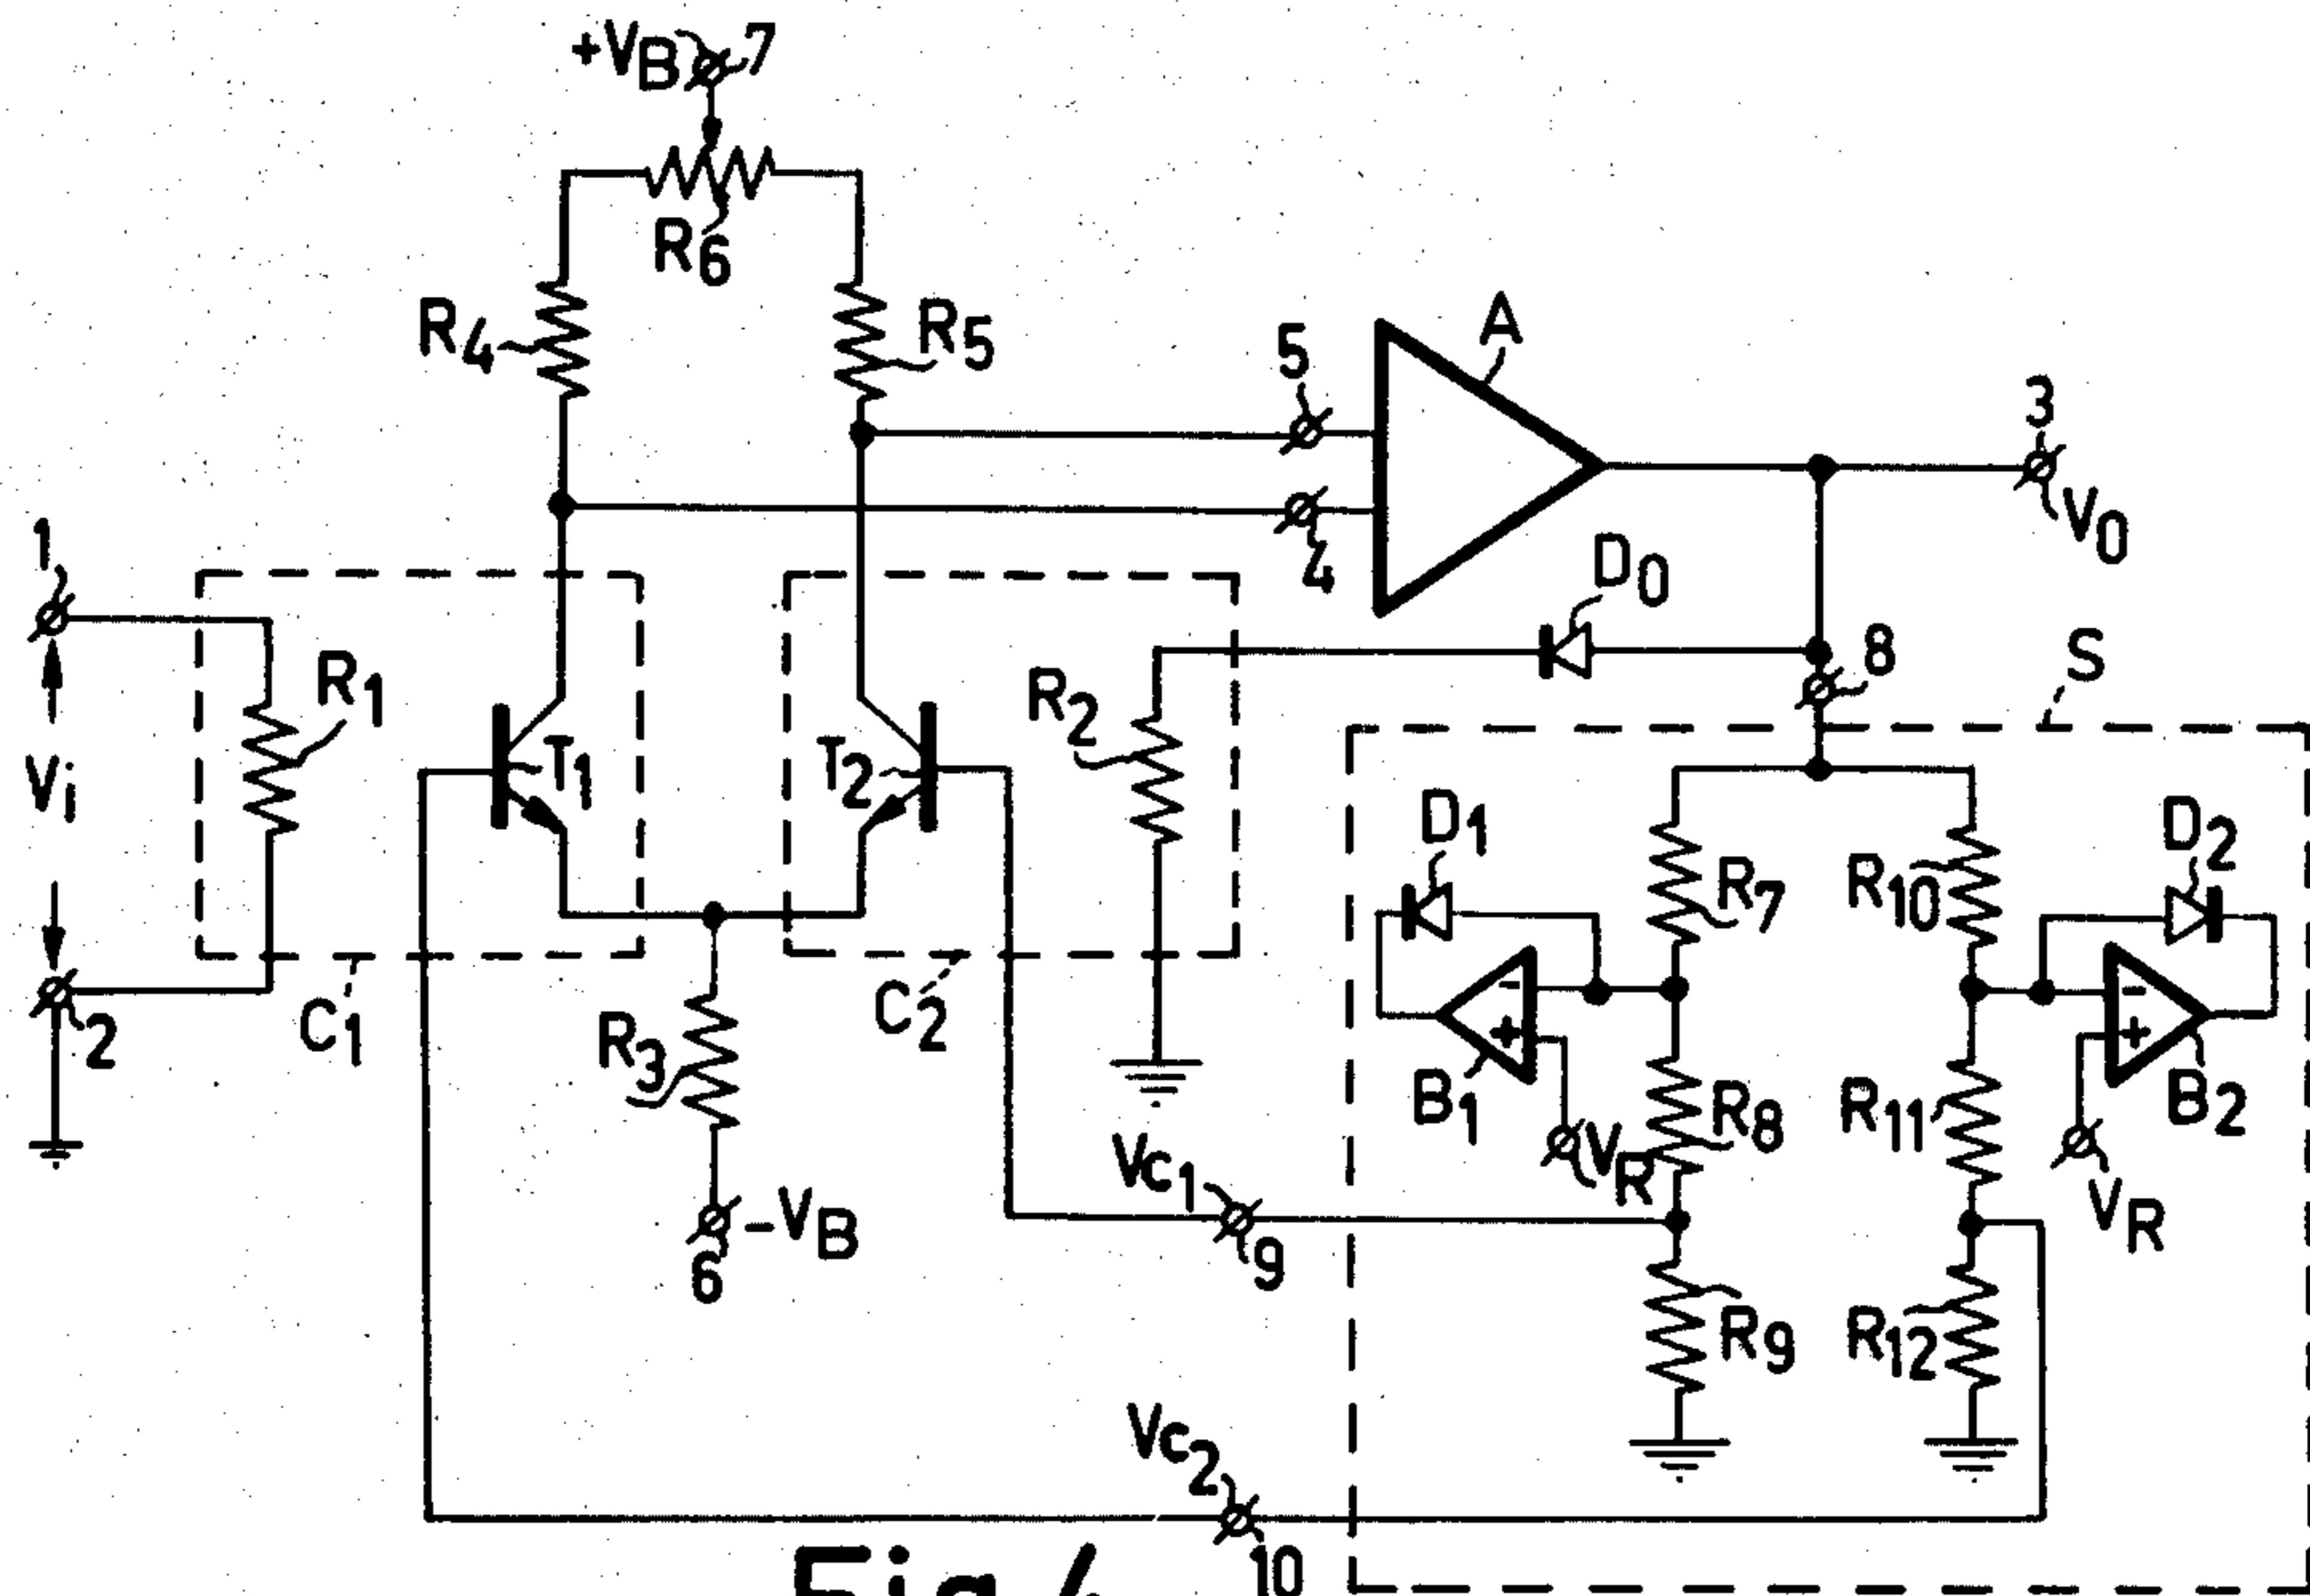 +VB 7
R6
R4
R5
5
A
3
V0
4
D0
1
R1
Vi
T1
T2
R2
8
S
D1
D2
R7
R10
2
C1
C2
R3
- +
B1
VR
R8
R11
- +
B2
VR
-VB
6
VC1
9
R9
R12
VC2
10